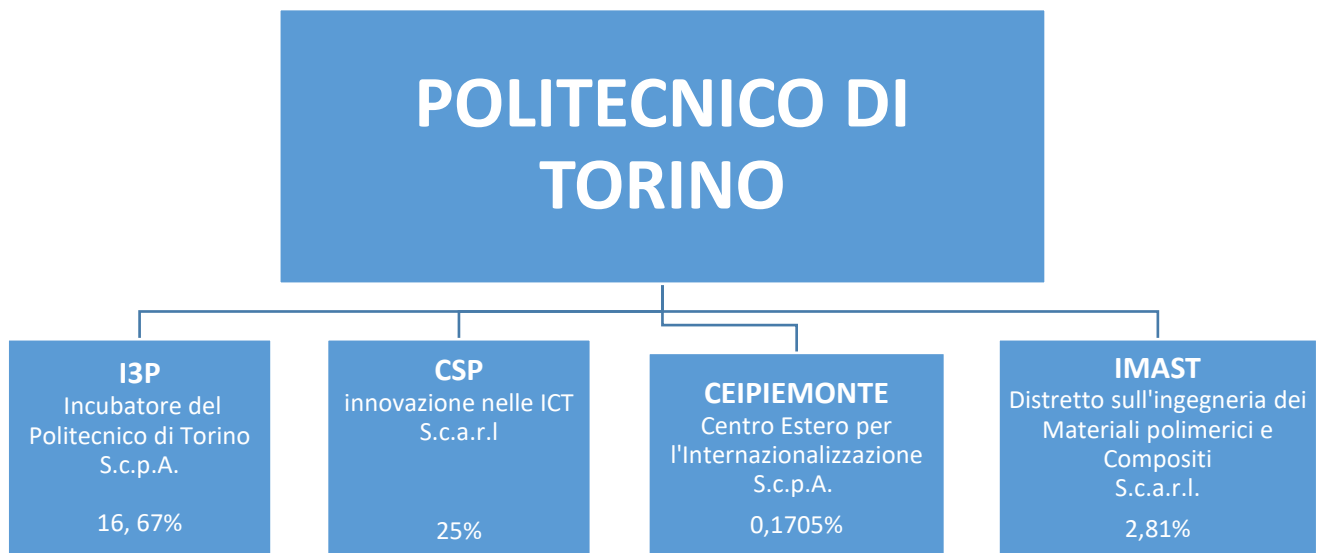 POLITECNICO DI
TORINO
I3P
Incubatore del
Politecnico di Torino
S.c.p.A.
16, 67%
CSP
innovazione nelle ICT
S.c.a.r.l
25%
CEIPIEMONTE
Centro Estero per
l'Internazionalizzazione
S.c.p.A.
0,1705%
IMAST
Distretto sull'ingegneria dei
Materiali polimerici e
Compositi
S.c.a.r.l.
2,81%